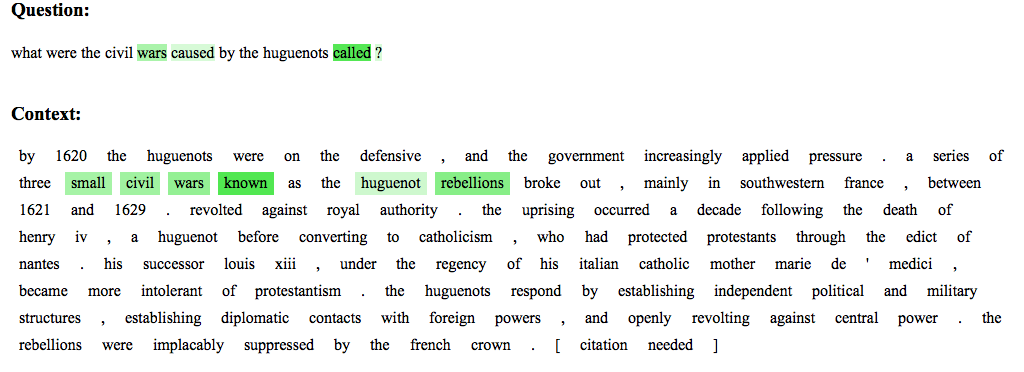 Question:
what were the civil wars caused by the huguenots called ?
Context:
by 1620 the huguenots were on the defensive , and the government increasingly applied pressure . a series of
three small civil wars known as the huguenot rebellions broke out , mainly in southwestern france , between
1621 and 1629 . revolted against royal authority . the uprising occurred a decade following the death of
henry iv , a huguenot before converting to catholicism , who had protected protestants through the edict of
nantes . his successor louis xiii , under the regency of his italian catholic mother marie de ' medici ,
became more intolerant of protestantism . the huguenots respond by establishing independent political and military
structures , establishing diplomatic contacts with foreign powers , and openly revolting against central power . the
rebellions were implacably suppressed by the french crown . [ citation needed ]